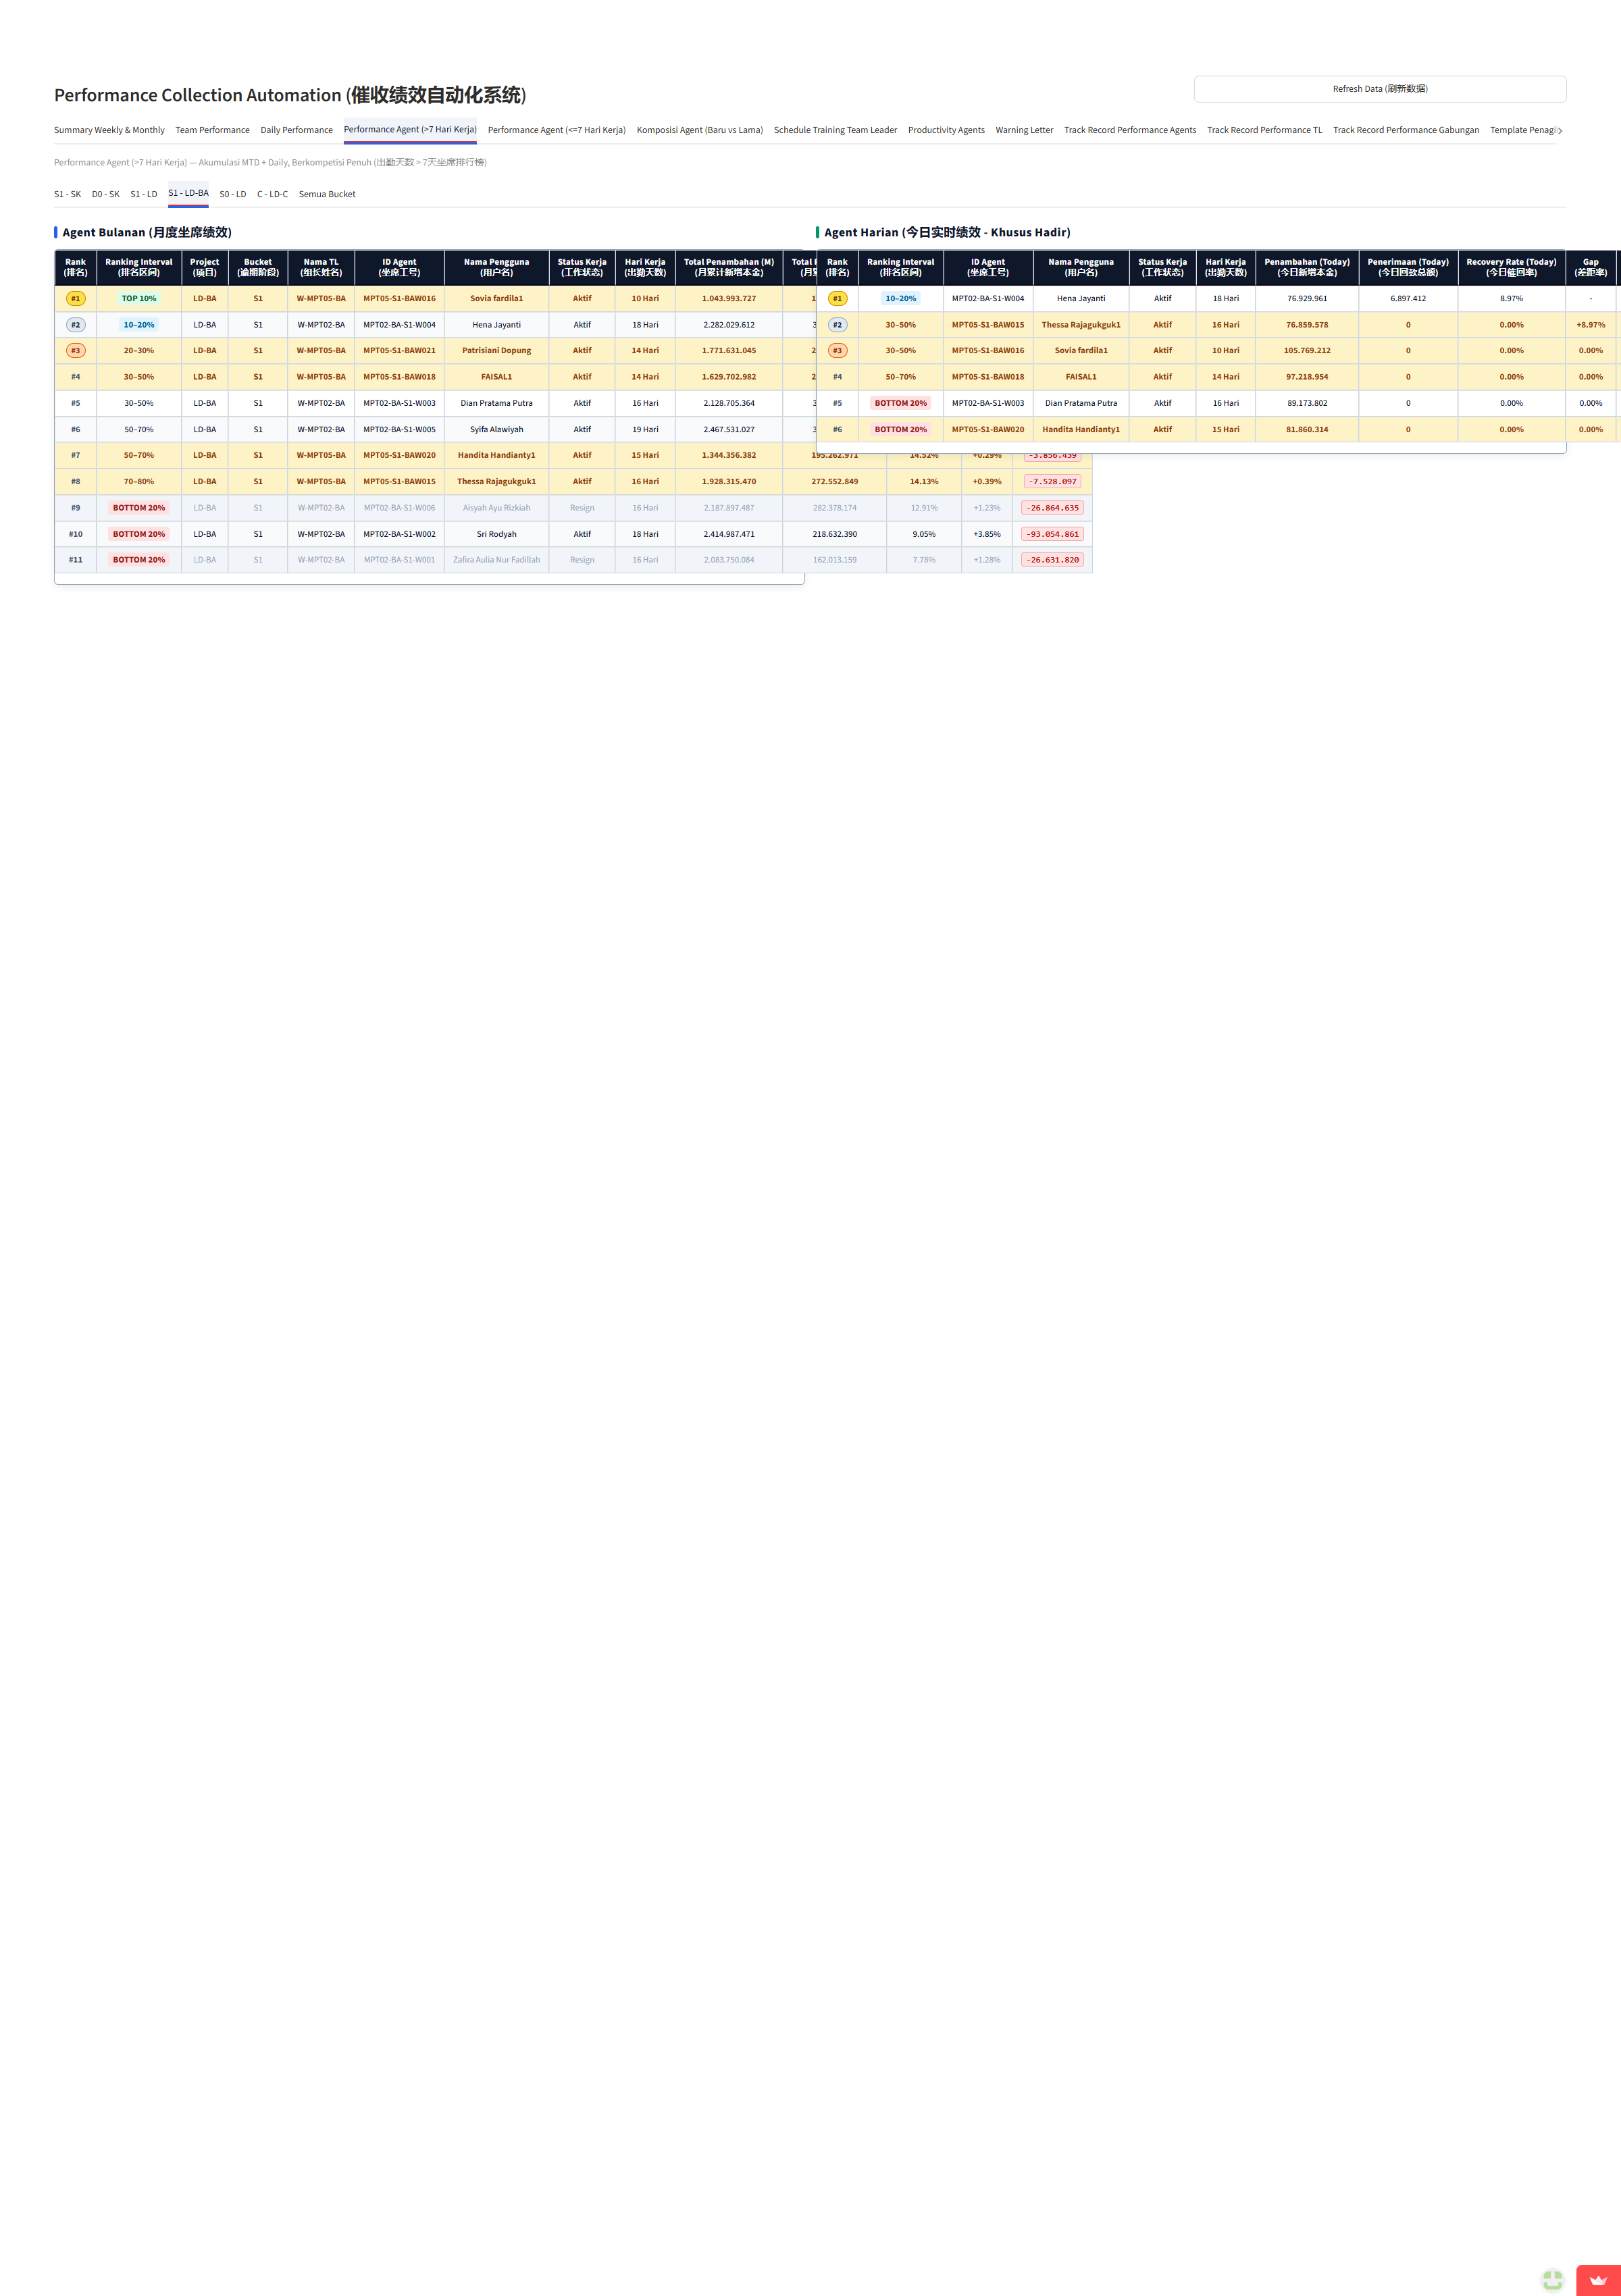 Performance Collection Automation (催收绩效自动化系统)
Refresh Data (刷新数据)
Summary Weekly & Monthly Team Performance Daily Performance Performance Agent (>7 Hari Kerja) Performance Agent (<=7 Hari Kerja) Komposisi Agent (Baru vs Lama) Schedule Training Team Leader Productivity Agents Warning Letter Track Record Performance Agents Track Record Performance TL Track Record Performance Gabungan Template Penagi
Performance Agent (>7 Hari Kerja) — Akumulasi MTD + Daily, Berkompetisi Penuh (出勤天数 > 7天坐席排行榜)
S1 - SK D0 - SK S1 - LD S1 - LD-BA S0 - LD C - LD-C Semua Bucket
Agent Bulanan (月度坐席绩效)
Rank Ranking Interval Project Bucket Nama TL ID Agent Nama Pengguna Status Kerja Hari Kerja Total Penambahan (M) Total
(排名) (排名区间) (项目) (逾期阶段) (组长姓名) (坐席工号) (用户名) (工作状态) (出勤天数) (月累计新增本金) (月
#1 TOP 10% LD-BA S1 W-MPT05-BA MPT05-S1-BAW016 Sovia fardila1 Aktif 10 Hari 1.043.993.727 1
#2 10–20% LD-BA S1 W-MPT02-BA MPT02-BA-S1-W004 Hena Jayanti Aktif 18 Hari 2.282.029.612 3
#3 20–30% LD-BA S1 W-MPT05-BA MPT05-S1-BAW021 Patrisiani Dopung Aktif 14 Hari 1.771.631.045 2
#4 30–50% LD-BA S1 W-MPT05-BA MPT05-S1-BAW018 FAISAL1 Aktif 14 Hari 1.629.702.982 2
#5 30–50% LD-BA S1 W-MPT02-BA MPT02-BA-S1-W003 Dian Pratama Putra Aktif 16 Hari 2.128.705.364 3
#6 50–70% LD-BA S1 W-MPT02-BA MPT02-BA-S1-W005 Syifa Alawiyah Aktif 19 Hari 2.467.531.027 3
#7 50–70% LD-BA S1 W-MPT05-BA MPT05-S1-BAW020 Handita Handianty1 Aktif 15 Hari 1.344.356.382 195.262.971 14.52% +0.29% -3.856.439
#8 70–80% LD-BA S1 W-MPT05-BA MPT05-S1-BAW015 Thessa Rajagukguk1 Aktif 16 Hari 1.928.315.470 272.552.849 14.13% +0.39% -7.528.097
#9 BOTTOM 20% LD-BA S1 W-MPT02-BA MPT02-BA-S1-W006 Aisyah Ayu Rizkiah Resign 16 Hari 2.187.897.487 282.378.174 12.91% +1.23% -26.864.635
#10 BOTTOM 20% LD-BA S1 W-MPT02-BA MPT02-BA-S1-W002 Sri Rodyah Aktif 18 Hari 2.414.987.471 218.632.390 9.05% +3.85% -93.054.861
#11 BOTTOM 20% LD-BA S1 W-MPT02-BA MPT02-BA-S1-W001 Zafira Aulia Nur Fadillah Resign 16 Hari 2.083.750.084 162.013.159 7.78% +1.28% -26.631.820
Agent Harian (今日实时绩效 - Khusus Hadir)
Rank Ranking Interval ID Agent Nama Pengguna Status Kerja Hari Kerja Penambahan (Today) Penerimaan (Today) Recovery Rate (Today) Gap
(排名) (排名区间) (坐席工号) (用户名) (工作状态) (出勤天数) (今日新增本金) (今日回款总额) (今日催回率) (差距率)
#1 10–20% MPT02-BA-S1-W004 Hena Jayanti Aktif 18 Hari 76.929.961 6.897.412 8.97% -
#2 30–50% MPT05-S1-BAW015 Thessa Rajagukguk1 Aktif 16 Hari 76.859.578 0 0.00% +8.97%
#3 30–50% MPT05-S1-BAW016 Sovia fardila1 Aktif 10 Hari 105.769.212 0 0.00% 0.00%
#4 50–70% MPT05-S1-BAW018 FAISAL1 Aktif 14 Hari 97.218.954 0 0.00% 0.00%
#5 BOTTOM 20% MPT02-BA-S1-W003 Dian Pratama Putra Aktif 16 Hari 89.173.802 0 0.00% 0.00%
#6 BOTTOM 20% MPT05-S1-BAW020 Handita Handianty1 Aktif 15 Hari 81.860.314 0 0.00% 0.00%